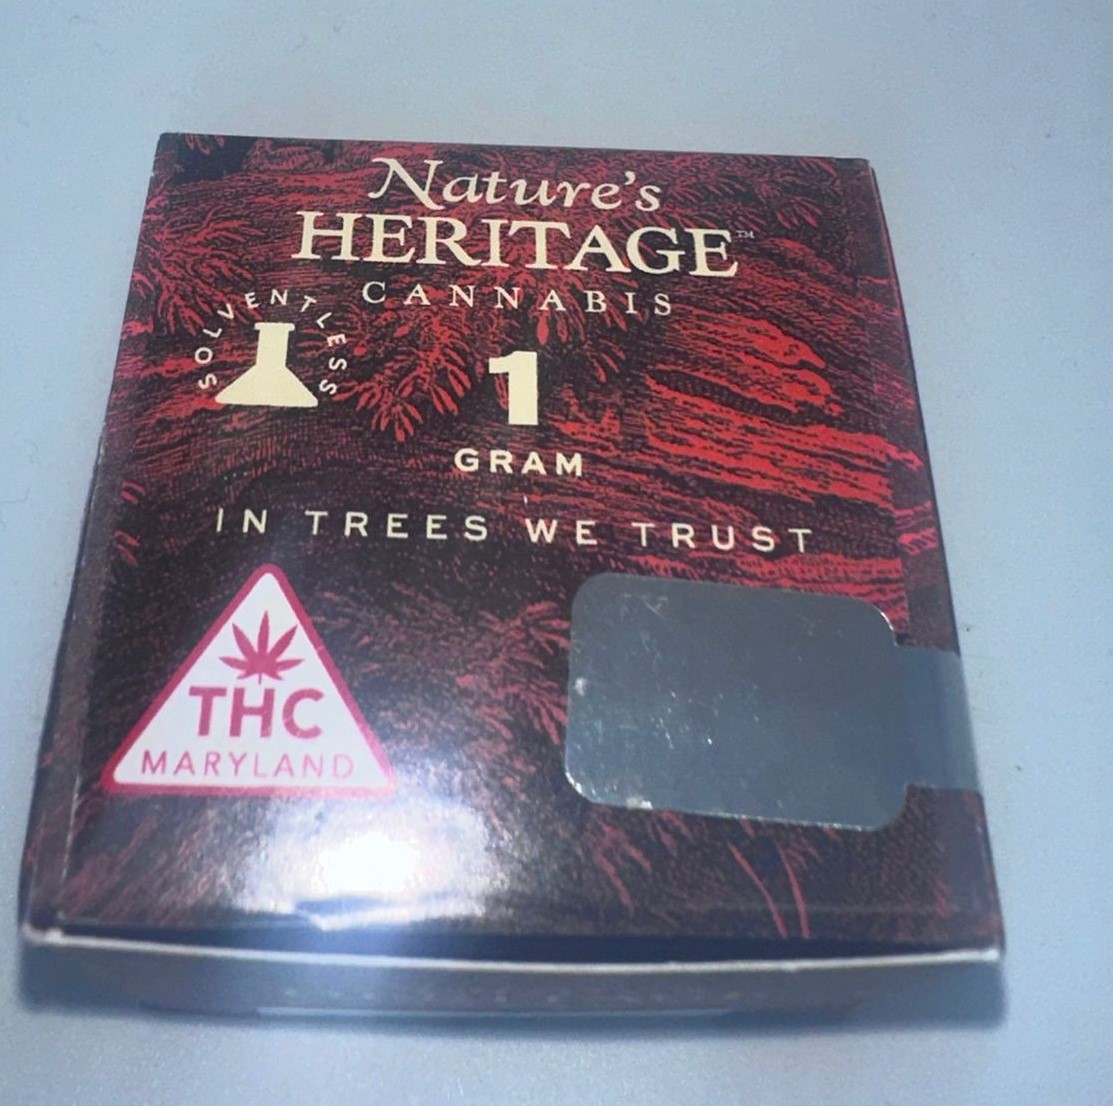 Nature's
HERITAGE™
CANNABIS
SOLVENTLESS
1
GRAM
IN TREES WE TRUST
THC
MARYLAND